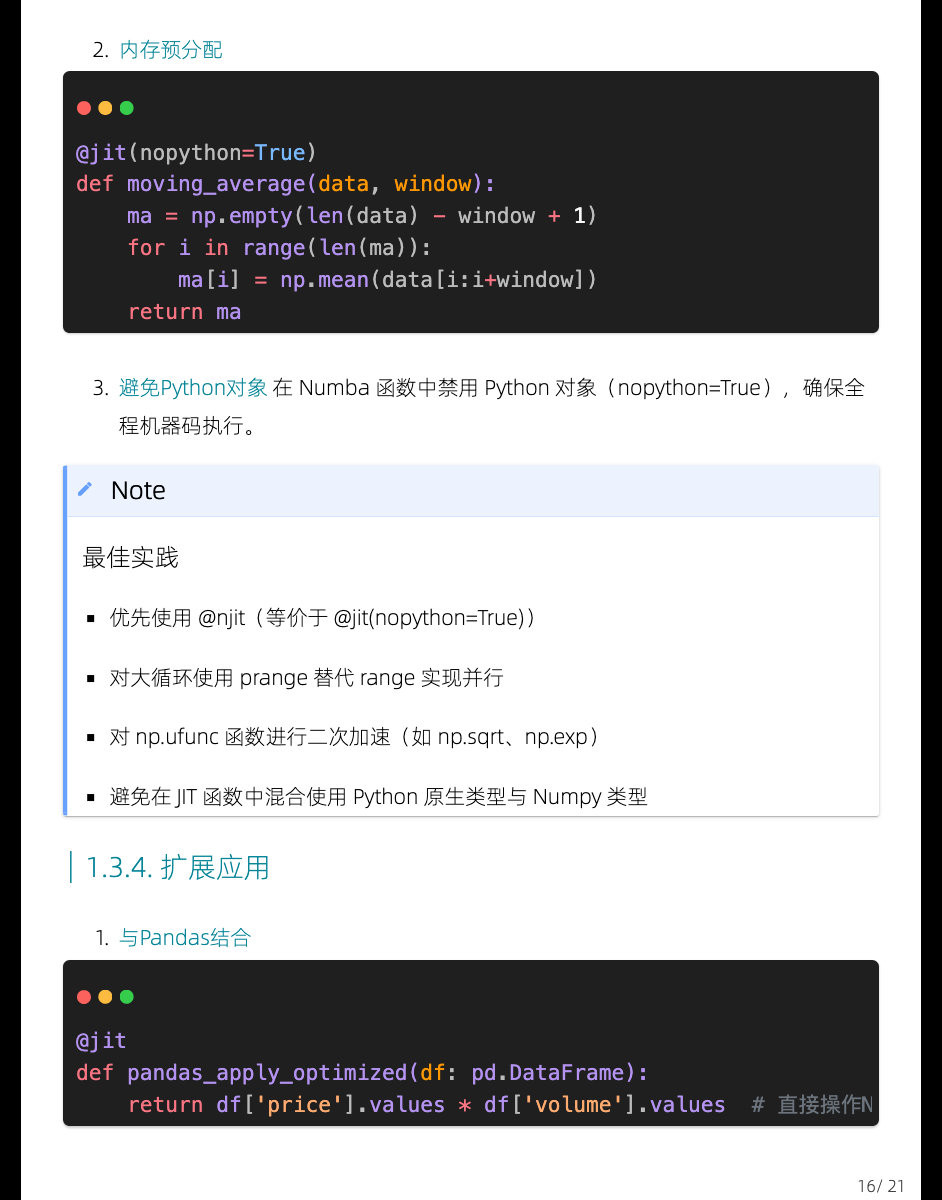 2. 内存预分配
@jit(nopython=True)
def moving_average(data, window):
    ma = np.empty(len(data) - window + 1)
    for i in range(len(ma)):
        ma[i] = np.mean(data[i:i+window])
    return ma
3. 避免Python对象 在 Numba 函数中禁用 Python 对象（nopython=True），确保全
程机器码执行。
Note
最佳实践
▪ 优先使用 @njit（等价于 @jit(nopython=True)）
▪ 对大循环使用 prange 替代 range 实现并行
▪ 对 np.ufunc 函数进行二次加速（如 np.sqrt、np.exp）
▪ 避免在 JIT 函数中混合使用 Python 原生类型与 Numpy 类型
1.3.4. 扩展应用
1. 与Pandas结合
@jit
def pandas_apply_optimized(df: pd.DataFrame):
    return df['price'].values * df['volume'].values  # 直接操作N
16/ 21